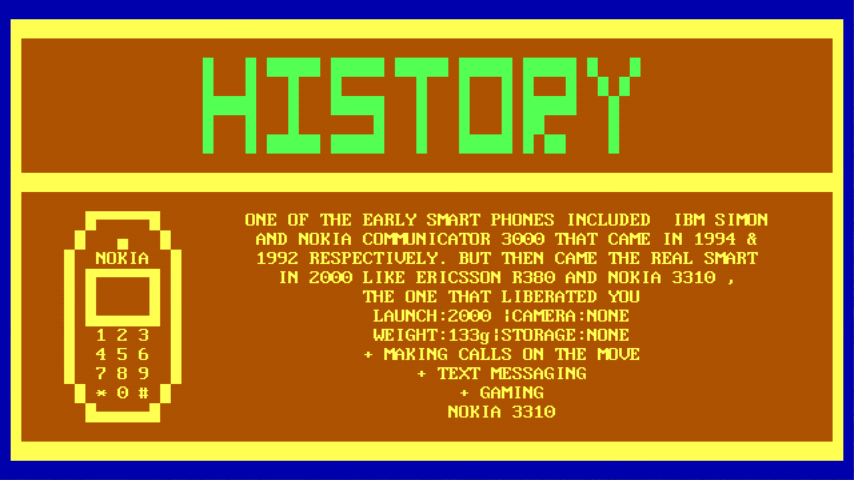 HISTORY
NOKIA
1 2 3
4 5 6
7 8 9
* 0 #
ONE OF THE EARLY SMART PHONES INCLUDED  IBM SIMON
AND NOKIA COMMUNICATOR 3000 THAT CAME IN 1994 &
1992 RESPECTIVELY. BUT THEN CAME THE REAL SMART
IN 2000 LIKE ERICSSON R380 AND NOKIA 3310 ,
THE ONE THAT LIBERATED YOU
LAUNCH:2000 |CAMERA:NONE
WEIGHT:133g|STORAGE:NONE
+ MAKING CALLS ON THE MOVE
+ TEXT MESSAGING
+ GAMING
NOKIA 3310